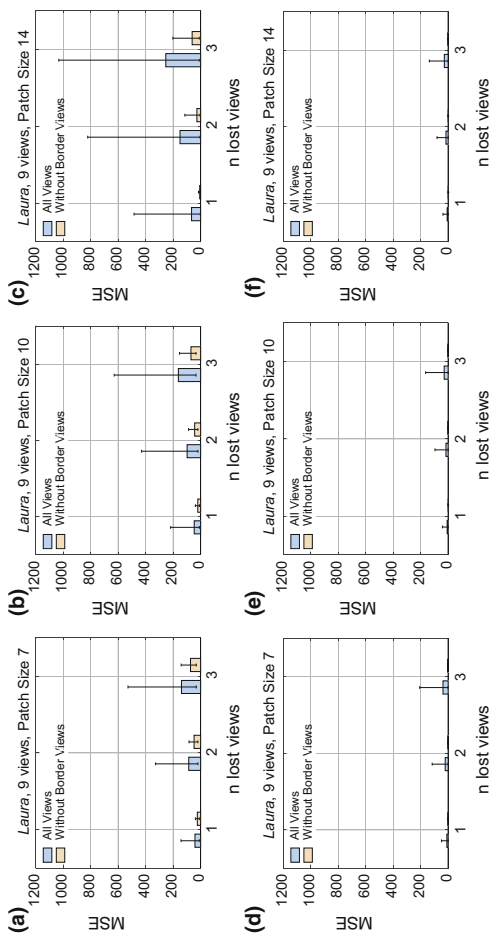 (a)
Laura, 9 views, Patch Size 7
All Views
Without Border Views
1200
1000
800
600
400
200
0
MSE
1 2 3
n lost views
(b)
Laura, 9 views, Patch Size 10
All Views
Without Border Views
1200
1000
800
600
400
200
0
MSE
1 2 3
n lost views
(c)
Laura, 9 views, Patch Size 14
All Views
Without Border Views
1200
1000
800
600
400
200
0
MSE
1 2 3
n lost views
(d)
Laura, 9 views, Patch Size 7
All Views
Without Border Views
1200
1000
800
600
400
200
0
MSE
1 2 3
n lost views
(e)
Laura, 9 views, Patch Size 10
All Views
Without Border Views
1200
1000
800
600
400
200
0
MSE
1 2 3
n lost views
(f)
Laura, 9 views, Patch Size 14
All Views
Without Border Views
1200
1000
800
600
400
200
0
MSE
1 2 3
n lost views